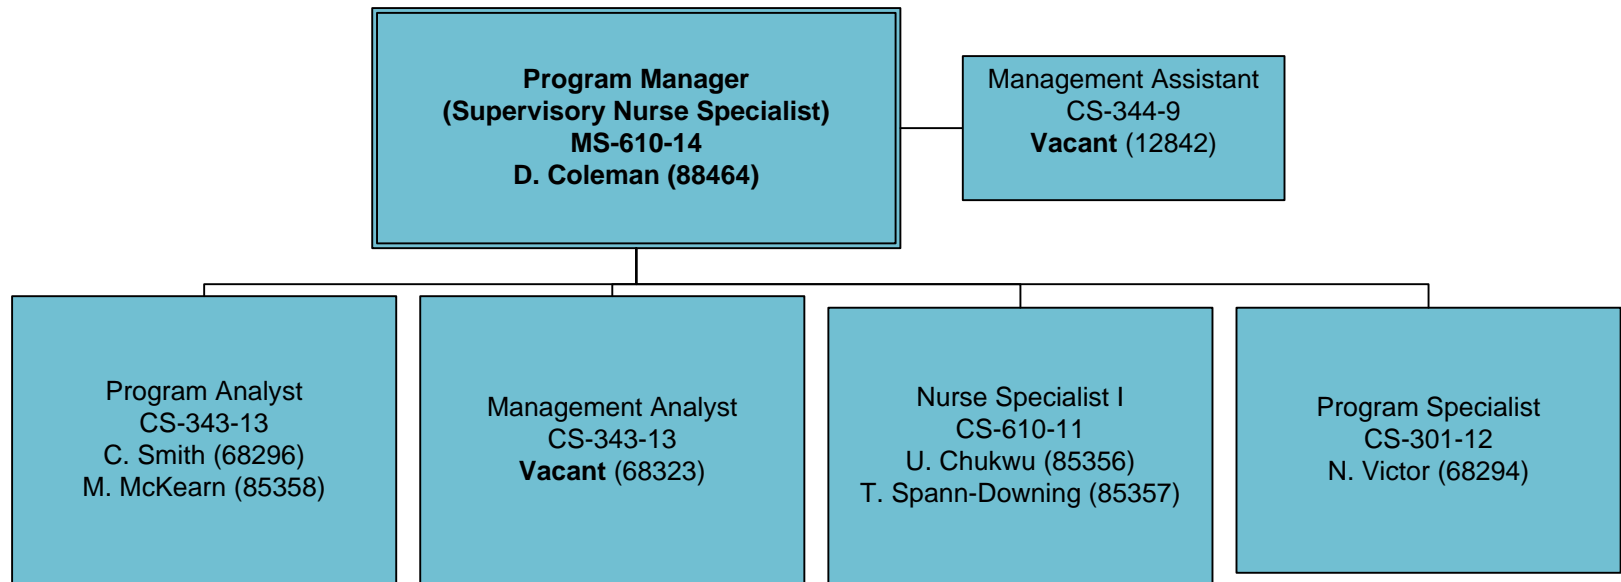 Program Manager
(Supervisory Nurse Specialist)
MS-610-14
D. Coleman (88464)
Management Assistant
CS-344-9
Vacant (12842)
Program Analyst
CS-343-13
C. Smith (68296)
M. McKearn (85358)
Management Analyst
CS-343-13
Vacant (68323)
Nurse Specialist I
CS-610-11
U. Chukwu (85356)
T. Spann-Downing (85357)
Program Specialist
CS-301-12
N. Victor (68294)